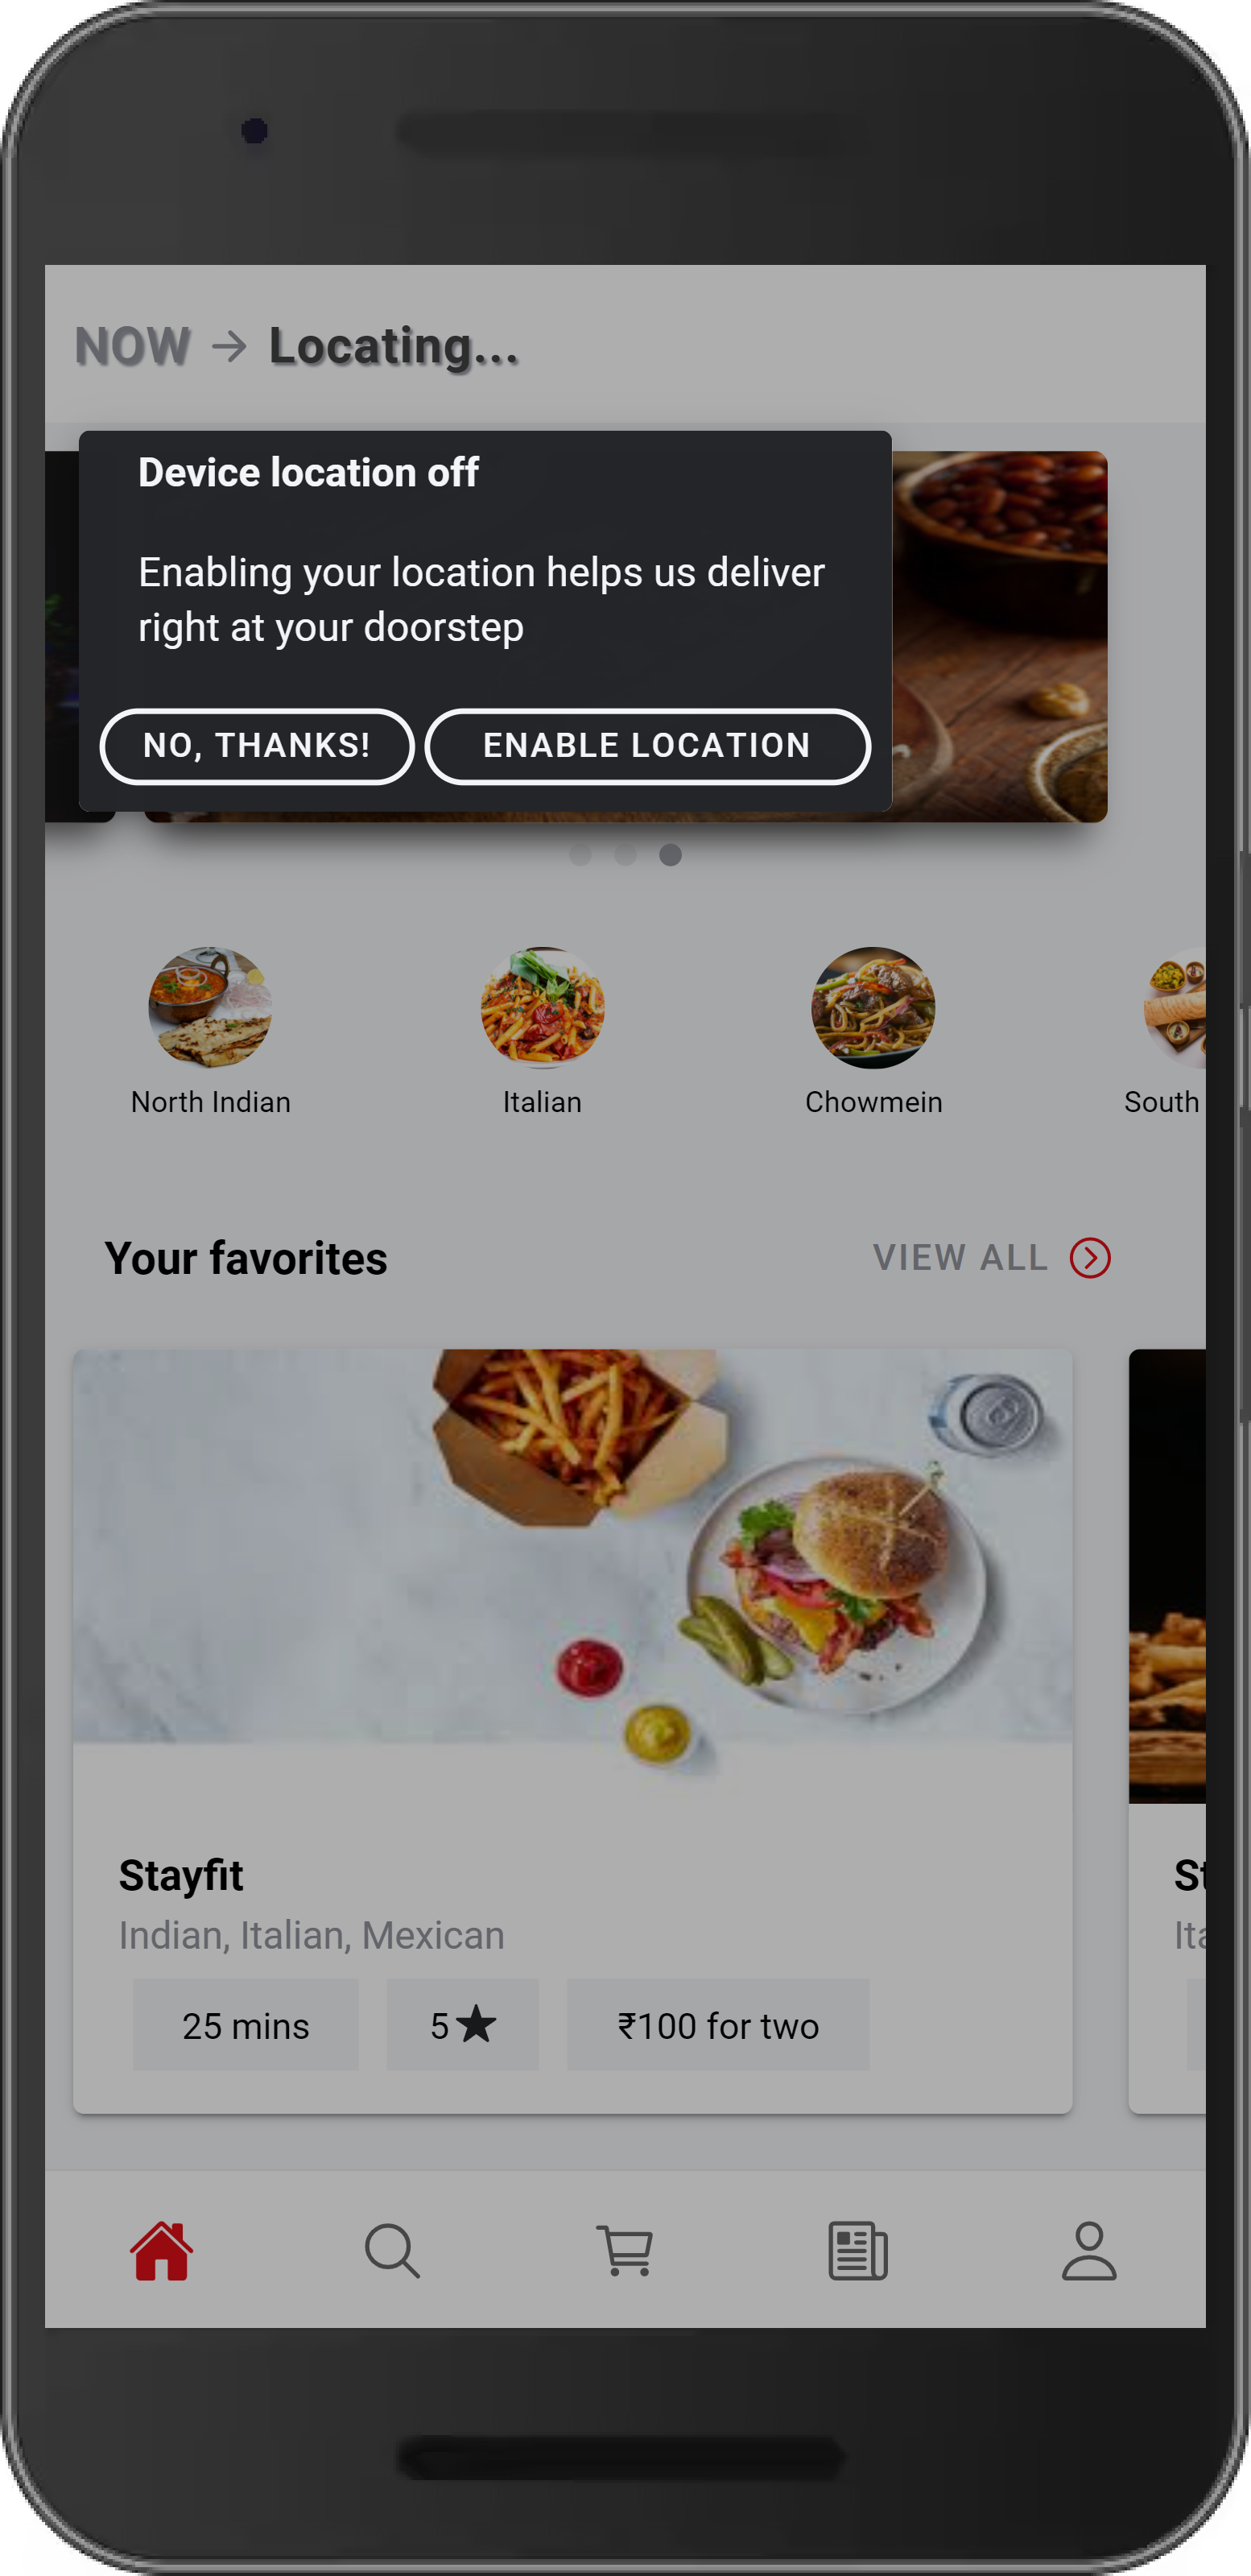 NOW → Locating...
Device location off
Enabling your location helps us deliver
right at your doorstep
NO, THANKS! ENABLE LOCATION
North Indian Italian Chowmein South
Your favorites VIEW ALL
Stayfit
Indian, Italian, Mexican
25 mins 5★ ₹100 for two